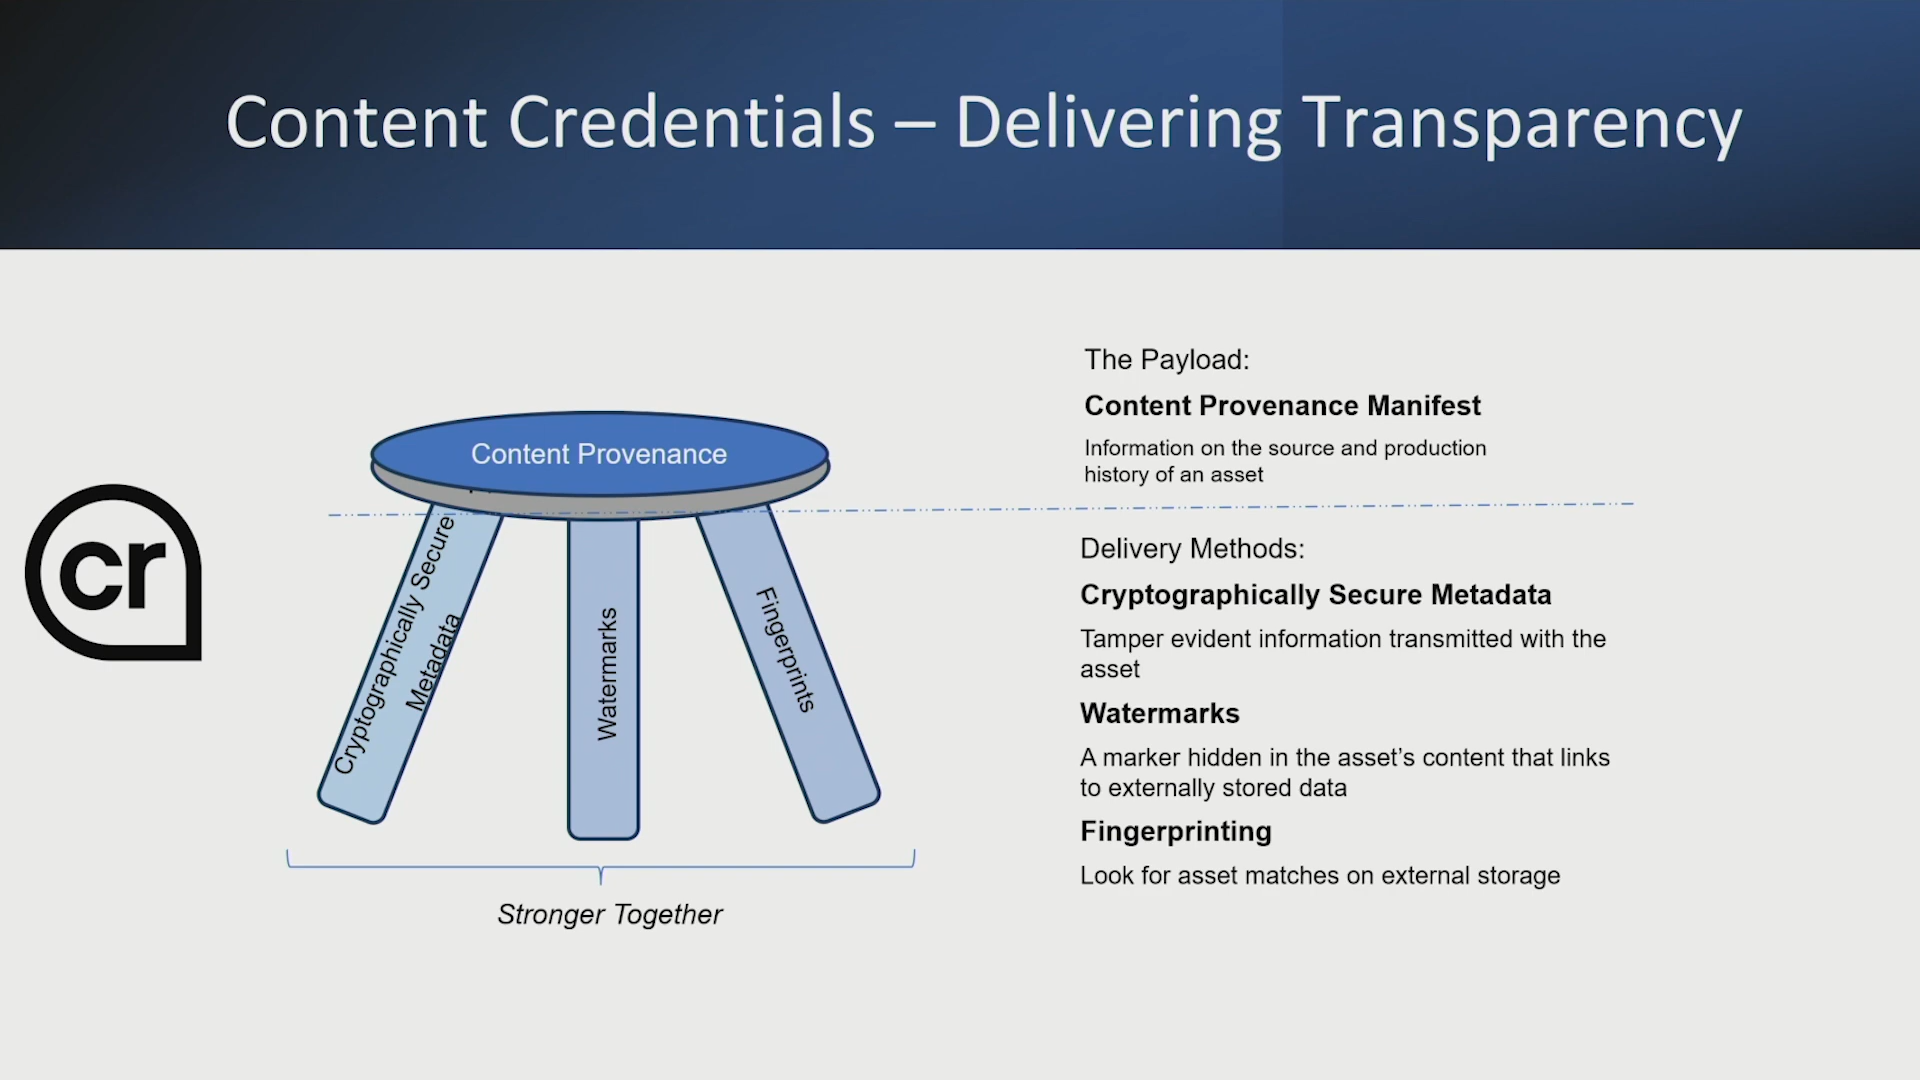 Content Credentials – Delivering Transparency
cr
Content Provenance
Cryptographically Secure
Metadata
Watermarks
Fingerprints
Stronger Together
The Payload:
Content Provenance Manifest
Information on the source and production
history of an asset
Delivery Methods:
Cryptographically Secure Metadata
Tamper evident information transmitted with the
asset
Watermarks
A marker hidden in the asset’s content that links
to externally stored data
Fingerprinting
Look for asset matches on external storage